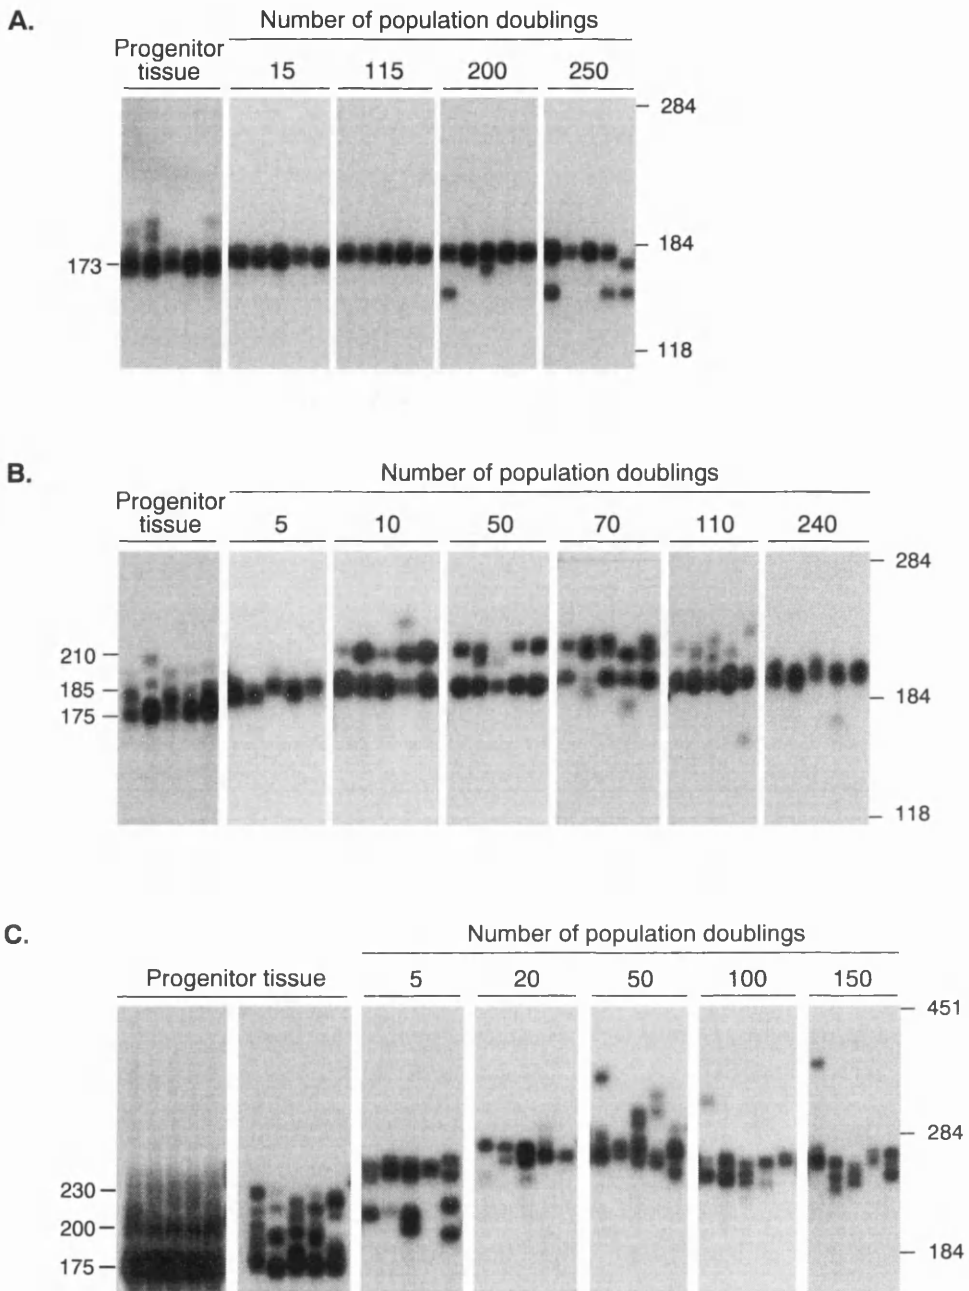 A.
Number of population doublings
Progenitor
tissue
15 115 200 250
284
184
173
118
B.
Number of population doublings
Progenitor
tissue
5 10 50 70 110 240
284
210
185
184
175
118
C.
Number of population doublings
Progenitor tissue 5 20 50 100 150
451
284
230
200
184
175